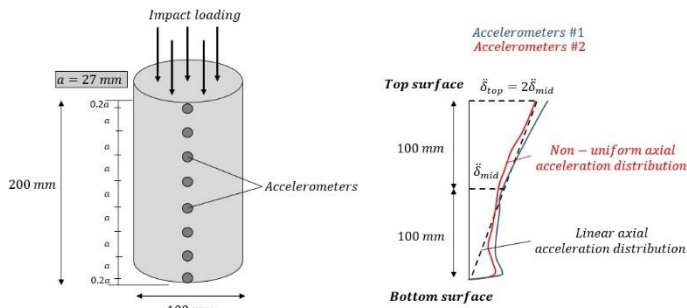 Impact loading
a = 27 mm
0.2a
a
a
a
a
a
a
a
0.2a
200 mm
Accelerometers
Accelerometers #1
Accelerometers #2
Top surface
δ̈top = 2δ̈mid
100 mm
Non − uniform axial
acceleration distribution
δ̈mid
100 mm
Linear axial
acceleration distribution
Bottom surface